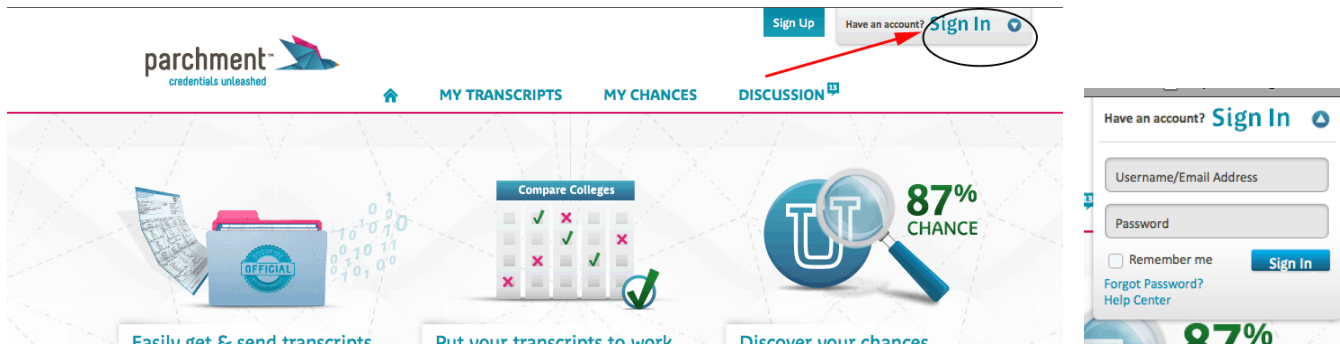 Sign Up
Have an account? Sign In
parchment™
credentials unleashed
MY TRANSCRIPTS
MY CHANCES
DISCUSSION 13
Compare Colleges
OFFICIAL
U
87%
CHANCE
Easily get & send transcripts
Put your transcripts to work
Discover your chances
Have an account? Sign In
Username/Email Address
Password
Remember me
Sign In
Forgot Password?
Help Center
13
87%